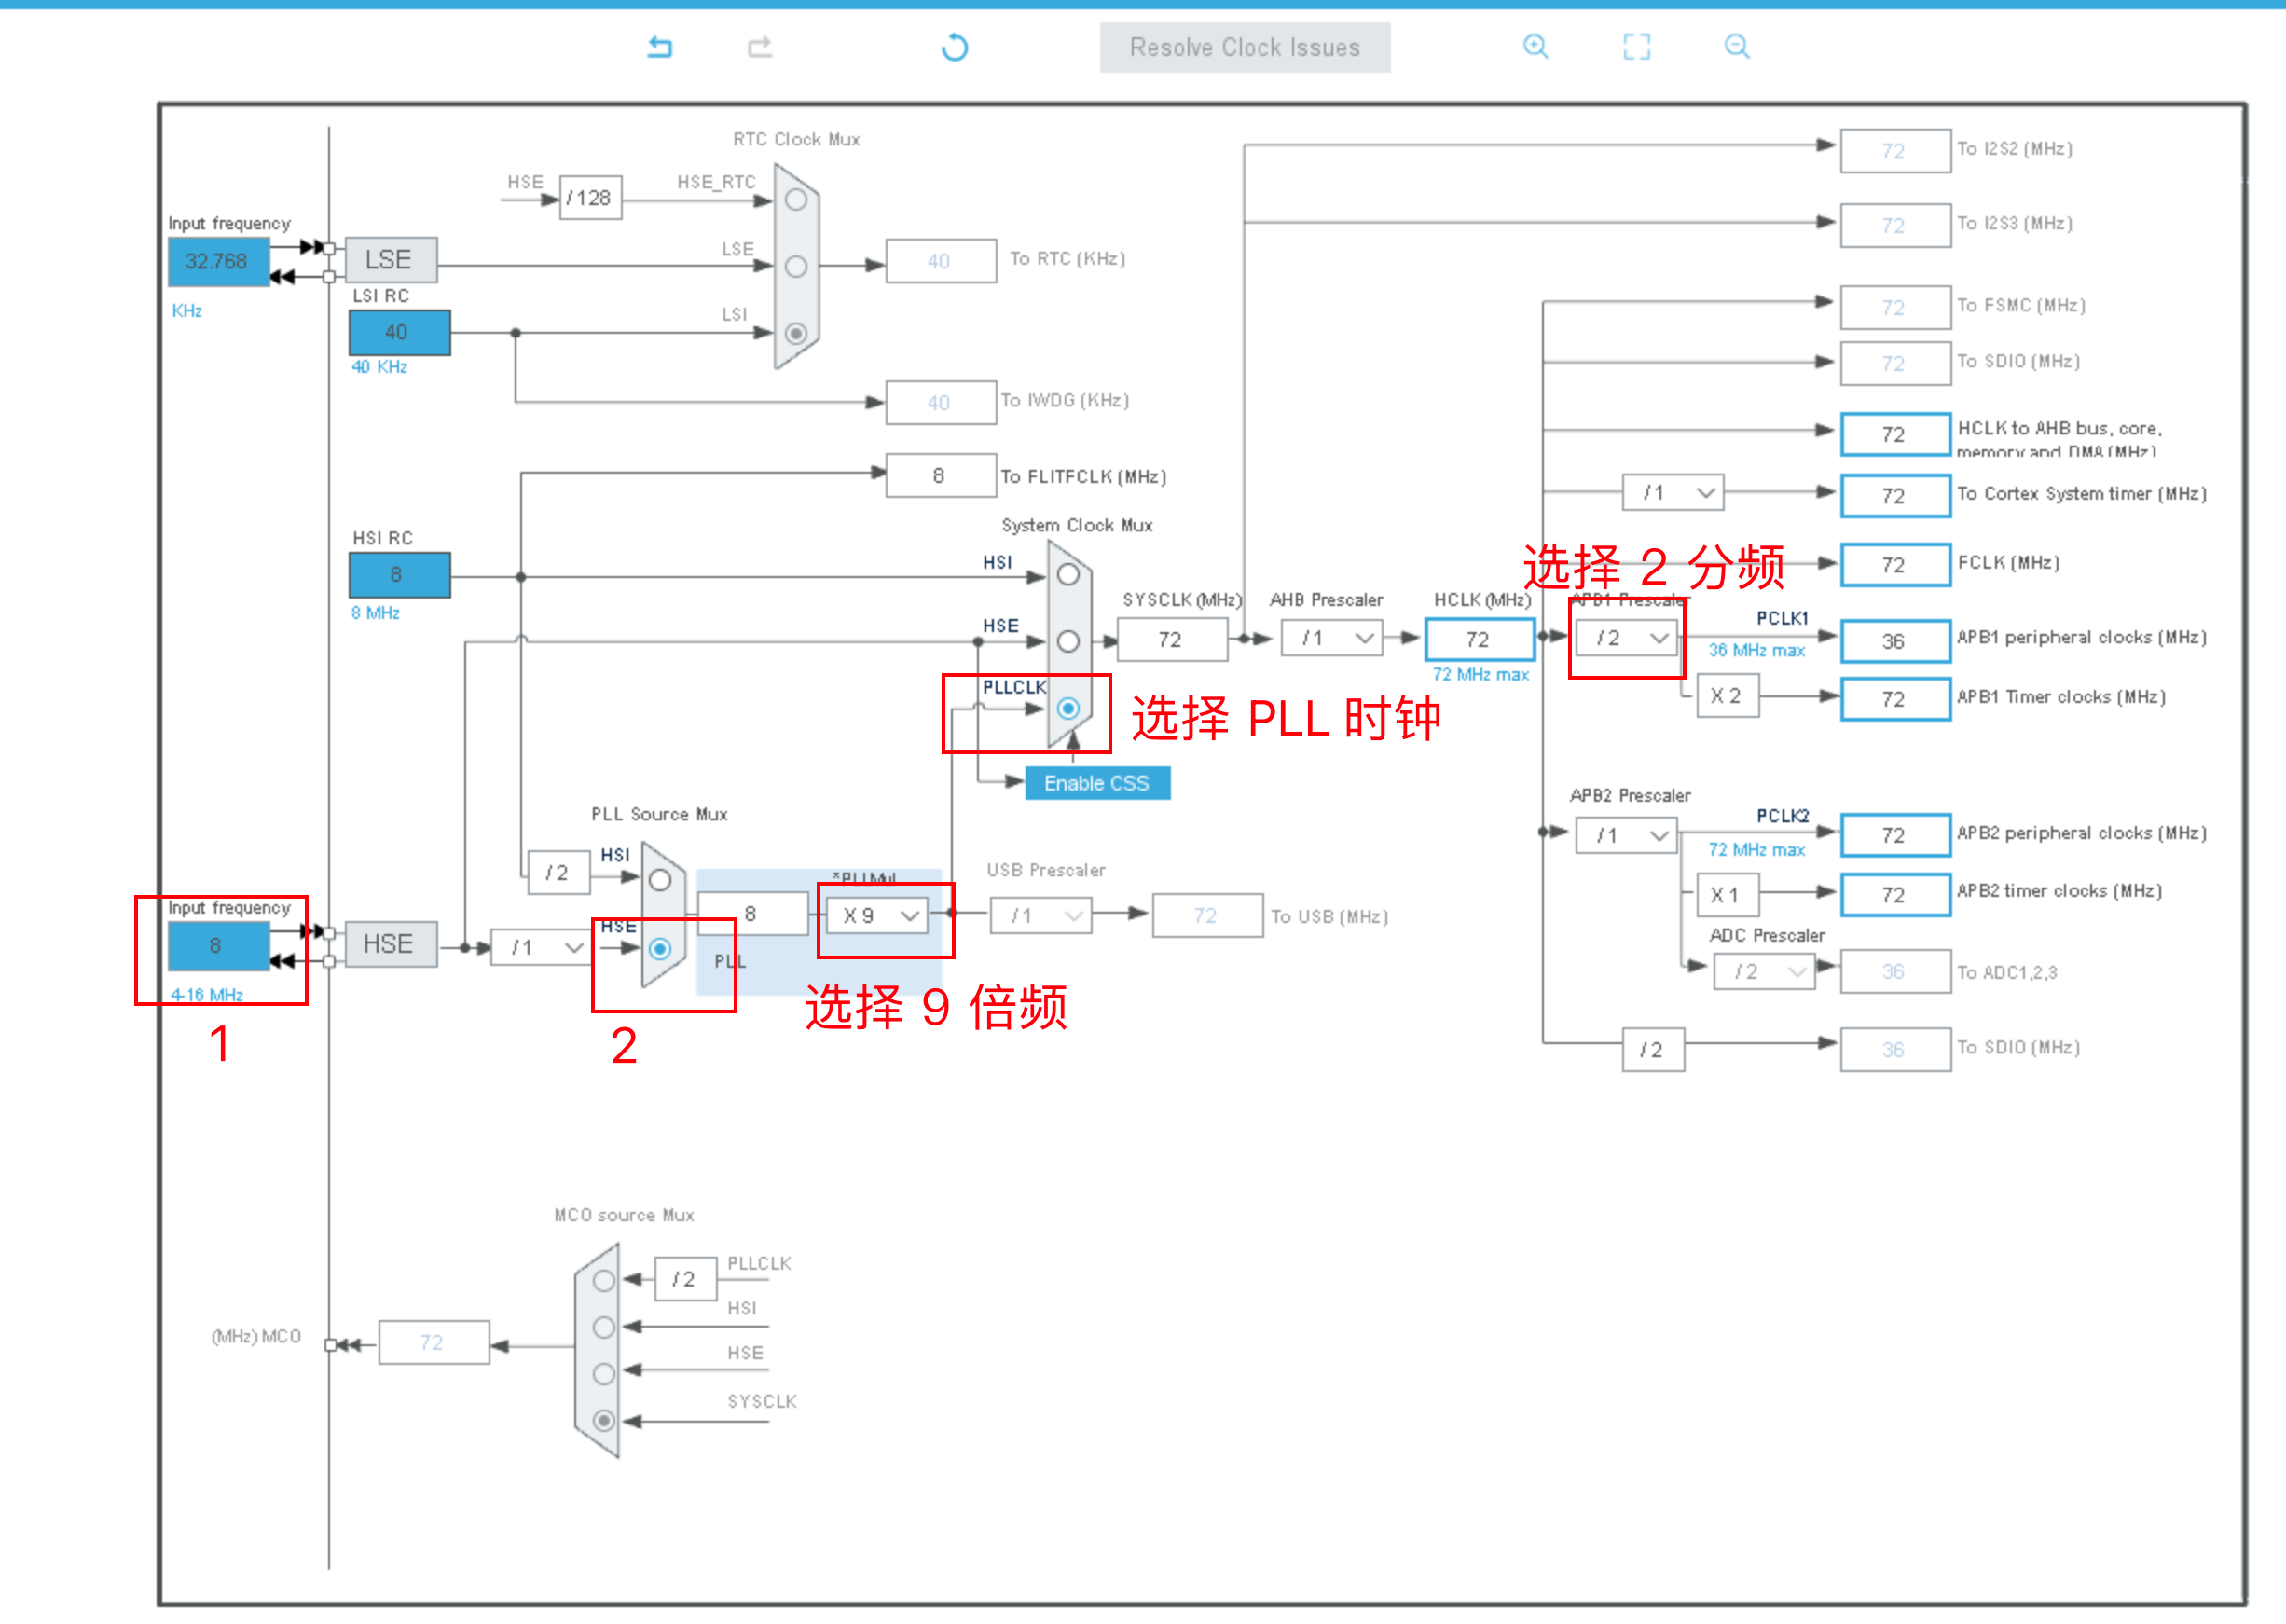 Resolve Clock Issues
RTC Clock Mux
HSE
/ 128
HSE_RTC
72
To I2S2 (MHz)
Input frequency
32.768
KHz
LSE
LSE
40
To RTC (KHz)
72
To I2S3 (MHz)
LSI RC
40
40 KHz
LSI
72
To FSMC (MHz)
72
To SDIO (MHz)
40
To IWDG (KHz)
72
HCLK to AHB bus, core,
memory and DMA (MHz)
8
To FLITFCLK (MHz)
/ 1
72
To Cortex System timer (MHz)
System Clock Mux
HSI RC
8
8 MHz
HSI
选择 2 分频
72
FCLK (MHz)
HSE
SYSCLK (MHz)
72
AHB Prescaler
/ 1
HCLK (MHz)
72
72 MHz max
APB1 Prescaler
/ 2
PCLK1
36 MHz max
36
APB1 peripheral clocks (MHz)
PLLCLK
选择 PLL 时钟
X 2
72
APB1 Timer clocks (MHz)
Enable CSS
PLL Source Mux
APB2 Prescaler
/ 1
PCLK2
72 MHz max
72
APB2 peripheral clocks (MHz)
/ 2
HSI
*PLLMul
USB Prescaler
X 1
72
APB2 timer clocks (MHz)
Input frequency
8
4-16 MHz
HSE
/ 1
HSE
8
X 9
PLL
/ 1
72
To USB (MHz)
ADC Prescaler
/ 2
36
To ADC1,2,3
1
2
选择 9 倍频
/ 2
36
To SDIO (MHz)
MCO source Mux
/ 2
PLLCLK
HSI
(MHz) MCO
72
HSE
SYSCLK